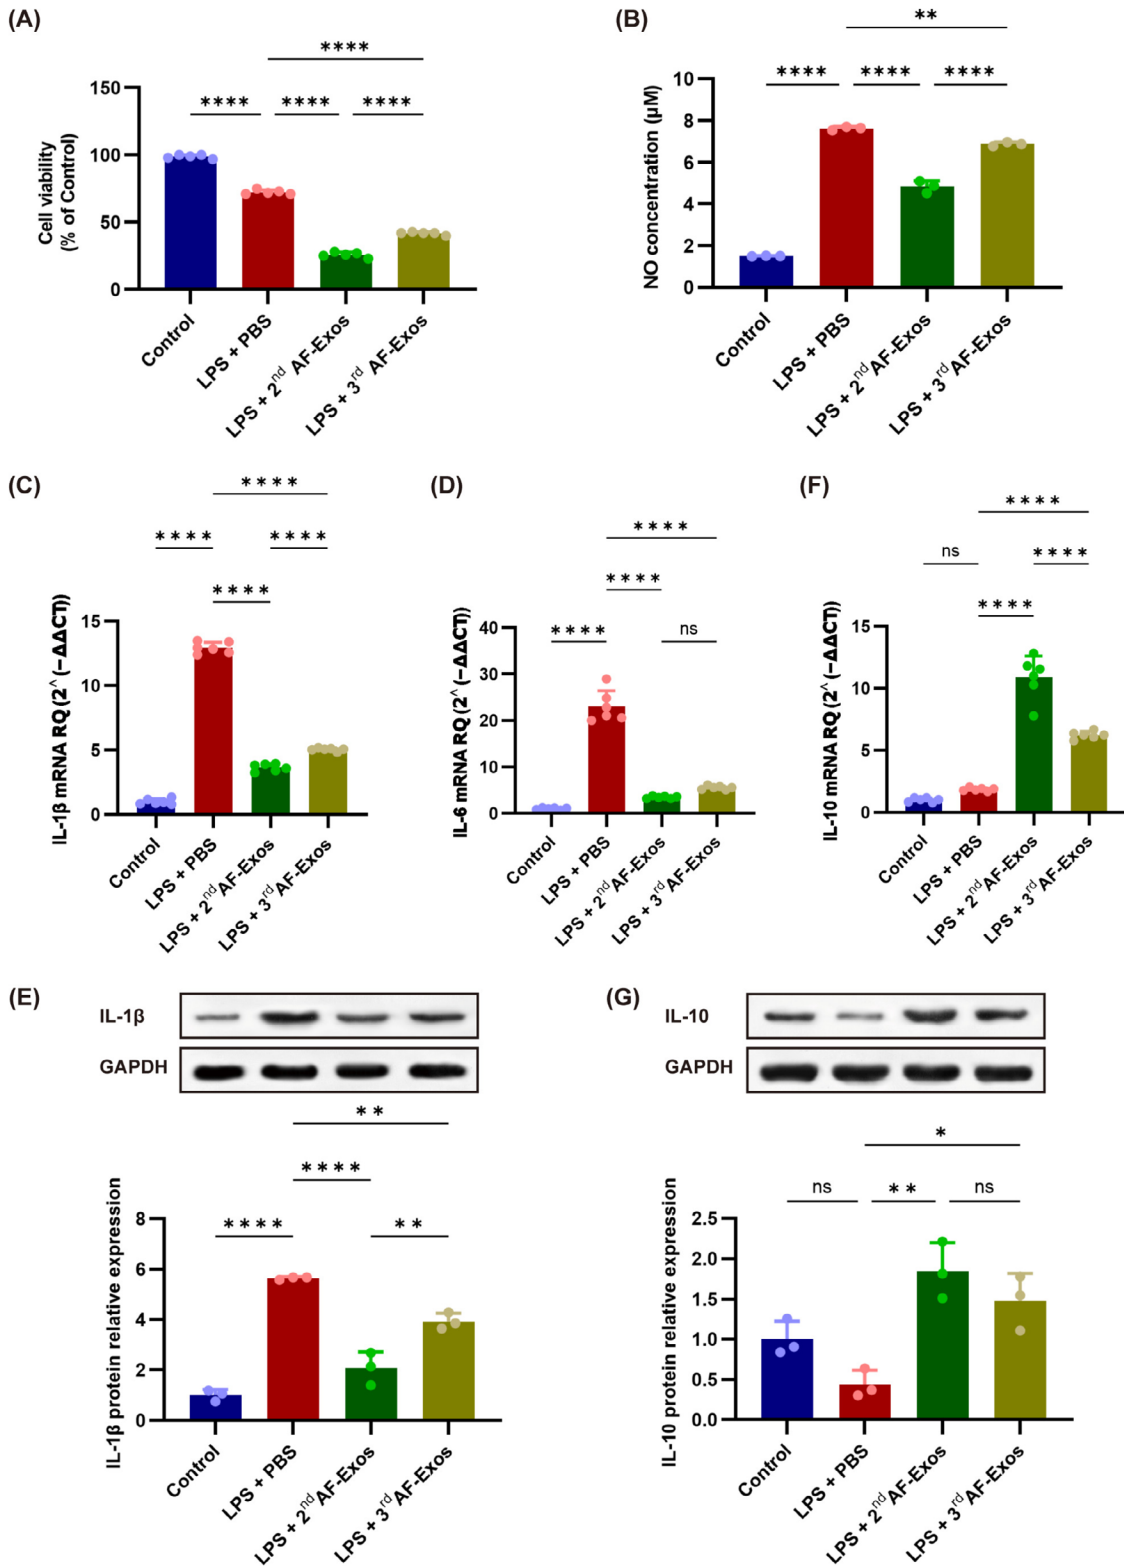 (A)
****
****
****
****
Cell viability
(% of Control)
150
100
50
0
Control
LPS + PBS
LPS + 2nd AF-Exos
LPS + 3rd AF-Exos
(B)
**
****
****
****
NO concentration (μM)
10
8
6
4
2
0
Control
LPS + PBS
LPS + 2nd AF-Exos
LPS + 3rd AF-Exos
(C)
****
****
****
****
IL-1β mRNA RQ (2^ (−ΔΔCT))
15
10
5
0
Control
LPS + PBS
LPS + 2nd AF-Exos
LPS + 3rd AF-Exos
(D)
****
****
****
ns
IL-6 mRNA RQ (2^ (−ΔΔCT))
40
30
20
10
0
Control
LPS + PBS
LPS + 2nd AF-Exos
LPS + 3rd AF-Exos
(F)
****
ns
****
****
IL-10 mRNA RQ (2^ (−ΔΔCT))
15
10
5
0
Control
LPS + PBS
LPS + 2nd AF-Exos
LPS + 3rd AF-Exos
(E)
IL-1β
GAPDH
**
****
****
**
IL-1β protein relative expression
8
6
4
2
0
Control
LPS + PBS
LPS + 2nd AF-Exos
LPS + 3rd AF-Exos
(G)
IL-10
GAPDH
*
ns
**
ns
IL-10 protein relative expression
2.5
2.0
1.5
1.0
0.5
0.0
Control
LPS + PBS
LPS + 2nd AF-Exos
LPS + 3rd AF-Exos